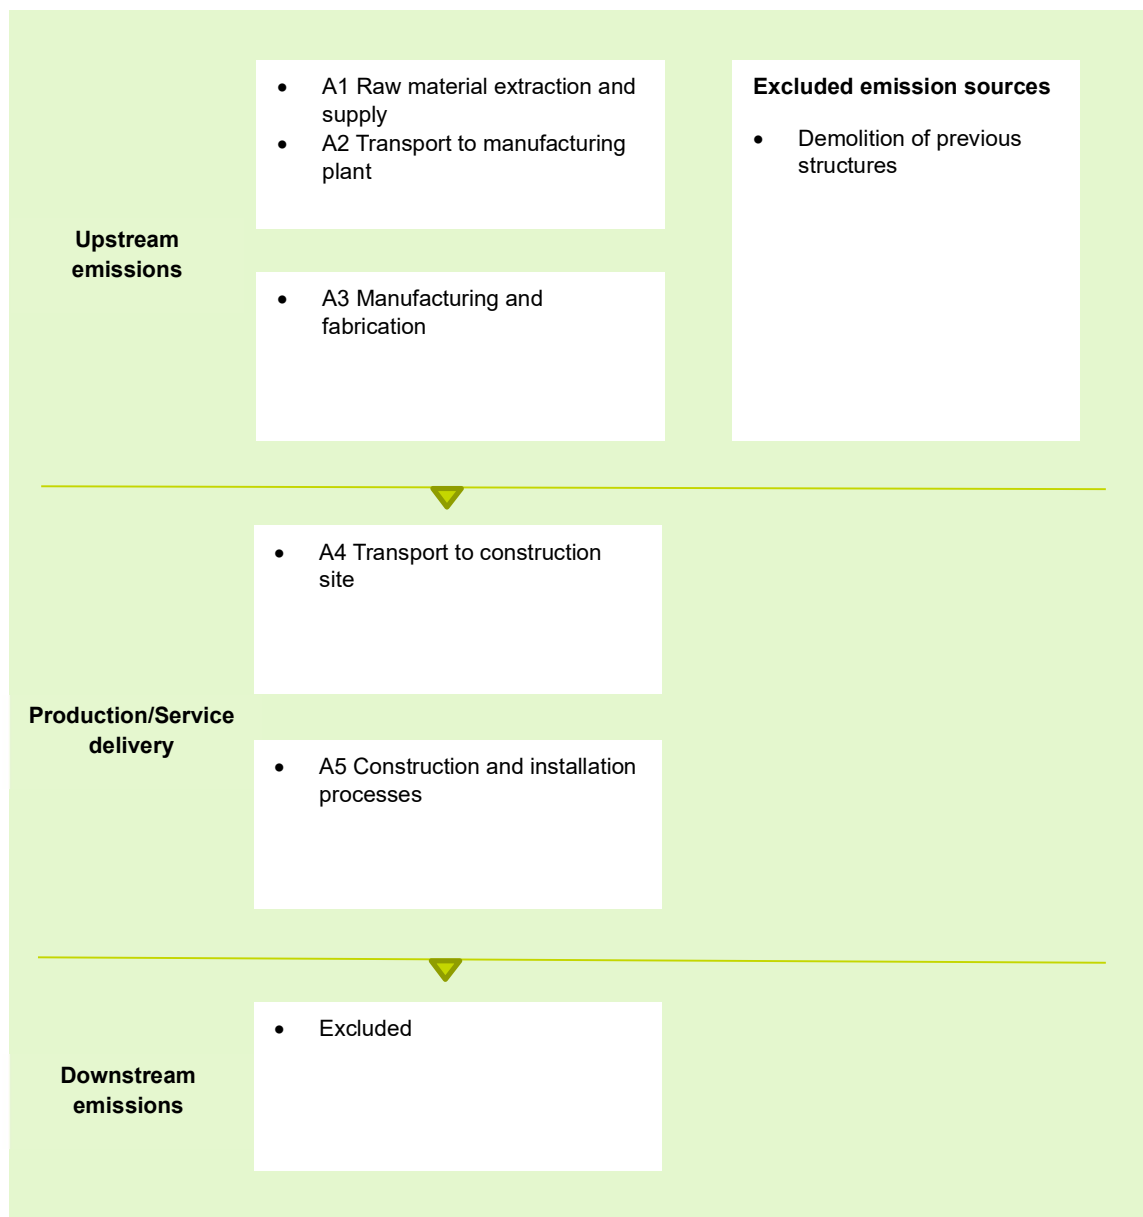 Upstream
emissions
• A1 Raw material extraction and
supply
• A2 Transport to manufacturing
plant
• A3 Manufacturing and
fabrication
Excluded emission sources
• Demolition of previous
structures
Production/Service
delivery
• A4 Transport to construction
site
• A5 Construction and installation
processes
Downstream
emissions
• Excluded